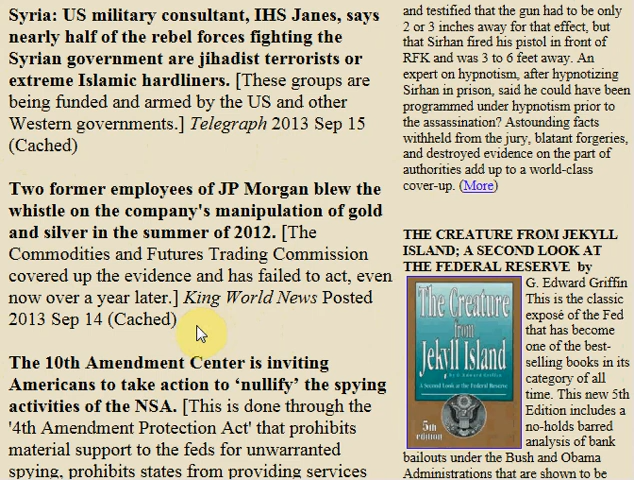 Syria: US military consultant, IHS Janes, says
nearly half of the rebel forces fighting the
Syrian government are jihadist terrorists or
extreme Islamic hardliners. [These groups are
being funded and armed by the US and other
Western governments.] Telegraph 2013 Sep 15
(Cached)
Two former employees of JP Morgan blew the
whistle on the company's manipulation of gold
and silver in the summer of 2012. [The
Commodities and Futures Trading Commission
covered up the evidence and has failed to act, even
now over a year later.] King World News Posted
2013 Sep 14 (Cached)
The 10th Amendment Center is inviting
Americans to take action to ‘nullify’ the spying
activities of the NSA. [This is done through the
'4th Amendment Protection Act' that prohibits
material support to the feds for unwarranted
spying, prohibits states from providing services
and testified that the gun had to be only
2 or 3 inches away for that effect, but
that Sirhan fired his pistol in front of
RFK and was 3 to 6 feet away. An
expert on hypnotism, after hypnotizing
Sirhan in prison, said he could have been
programmed under hypnotism prior to
the assassination? Astounding facts
withheld from the jury, blatant forgeries,
and destroyed evidence on the part of
authorities add up to a world-class
cover-up. (More)
THE CREATURE FROM JEKYLL
ISLAND; A SECOND LOOK AT
THE FEDERAL RESERVE by
G. Edward Griffin
This is the classic
exposé of the Fed
that has become
one of the best-
selling books in its
category of all
time. This new 5th
Edition includes a
no-holds barred
analysis of bank
bailouts under the Bush and Obama
Administrations that are shown to be
The Creature
from
Jekyll Island
A Second Look at the Federal Reserve
5th
edition